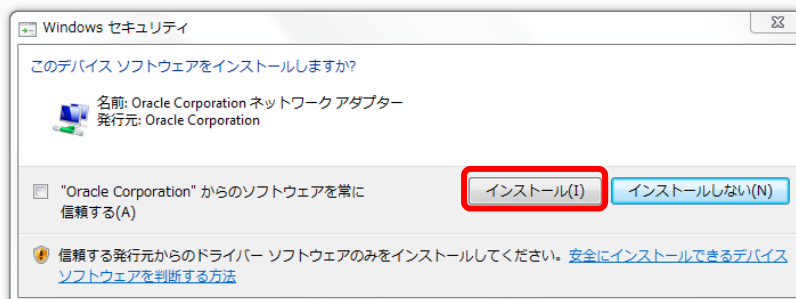 Windows セキュリティ
このデバイス ソフトウェアをインストールしますか?
名前: Oracle Corporation ネットワーク アダプター
発行元: Oracle Corporation
"Oracle Corporation" からのソフトウェアを常に
信頼する(A)
インストール(I)
インストールしない(N)
信頼する発行元からのドライバー ソフトウェアのみをインストールしてください。安全にインストールできるデバイス
ソフトウェアを判断する方法